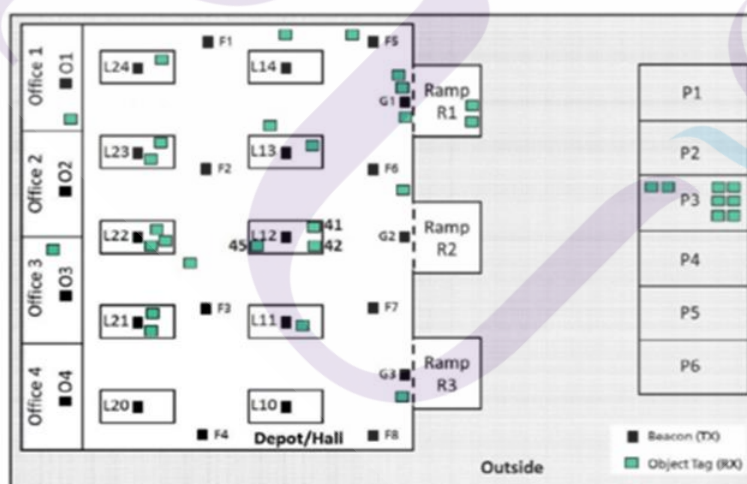 Office 1
O1
Office 2
O2
Office 3
O3
Office 4
O4
L24
L14
L23
L13
L22
L12
L21
L11
L20
L10
41
45
42
F1
F5
F2
F6
F3
F7
F4
F8
G1
G2
G3
Depot/Hall
Ramp
R1
Ramp
R2
Ramp
R3
P1
P2
P3
P4
P5
P6
Outside
Beacon (TX)
Object Tag (RX)